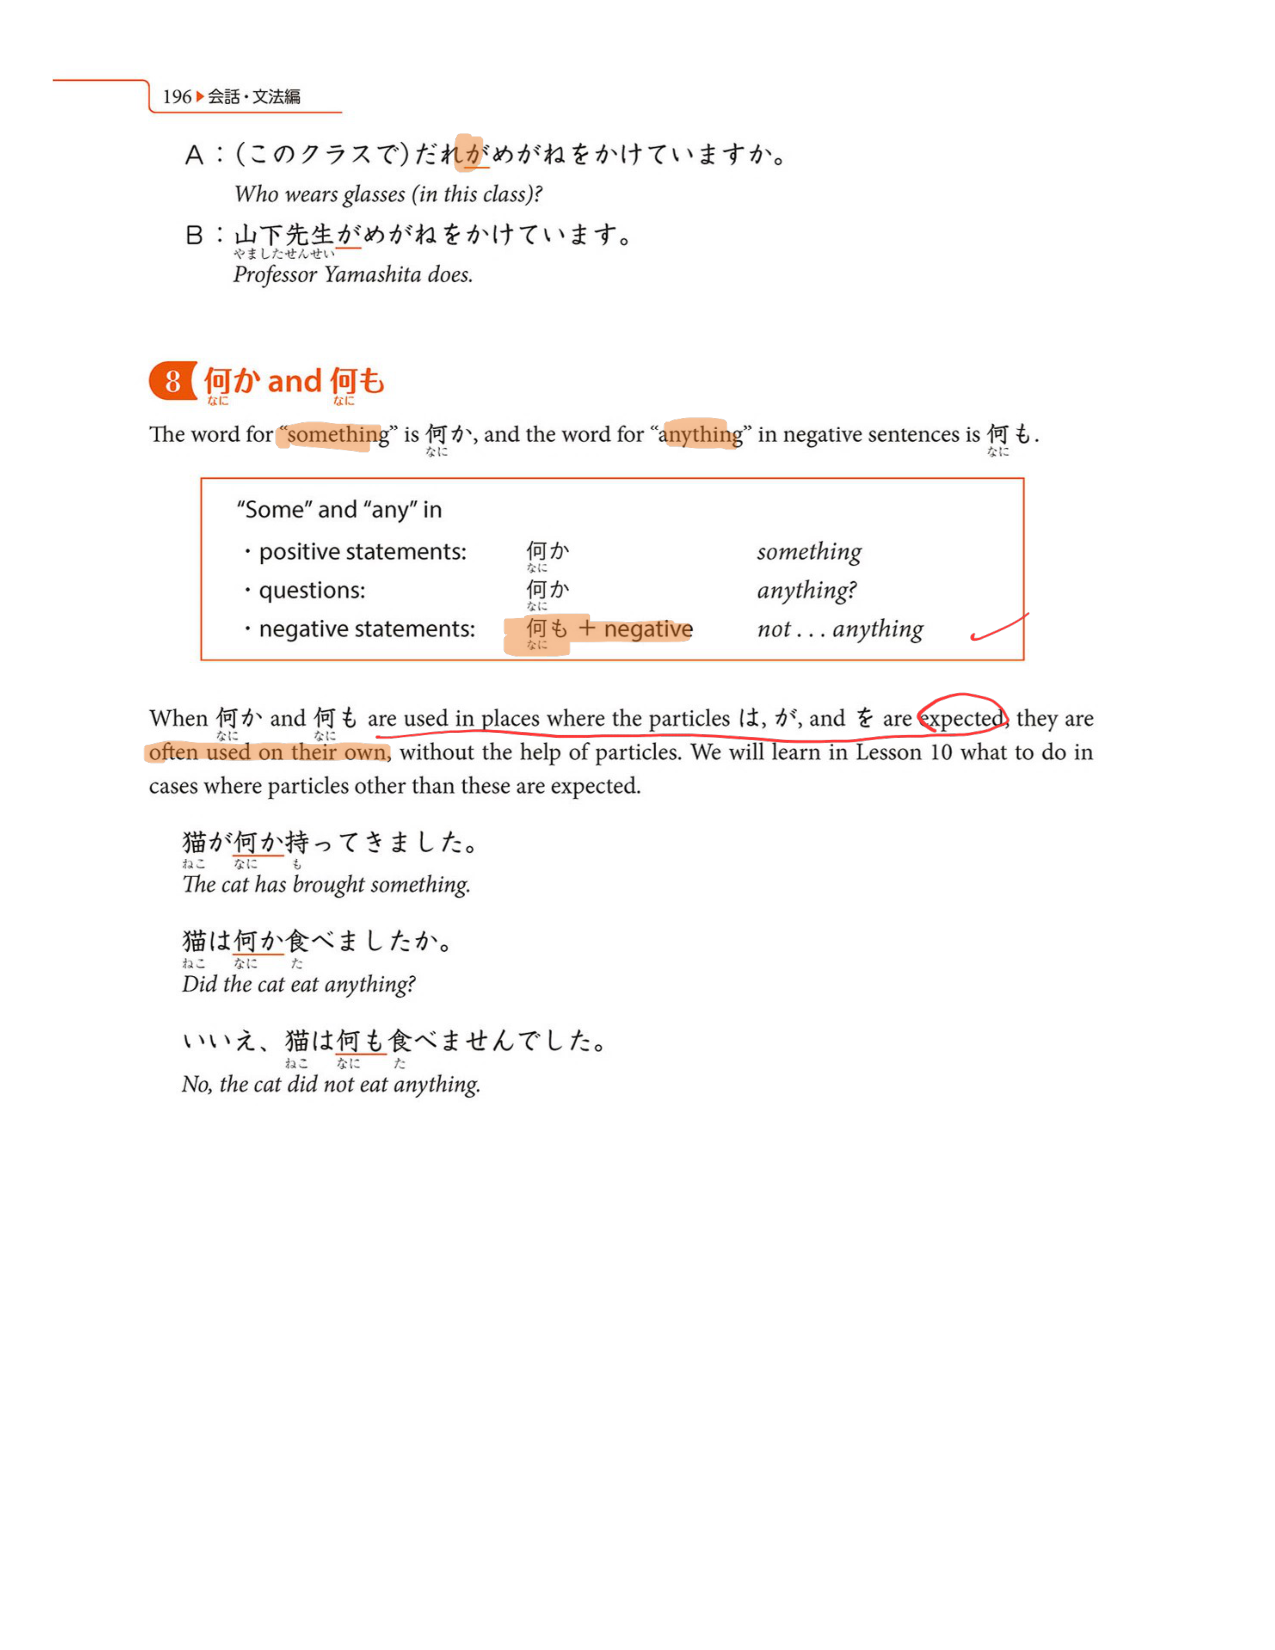 196 ▶ 会話・文法編
A：（このクラスで）だれがめがねをかけていますか。
Who wears glasses (in this class)?
B：山下先生がめがねをかけています。
やましたせんせい
Professor Yamashita does.
8 何か and 何も
なに なに
The word for “something” is 何か, and the word for “anything” in negative sentences is 何も.
なに なに
“Some” and “any” in
・positive statements: 何か something
なに
・questions: 何か anything?
なに
・negative statements: 何も + negative not . . . anything
なに
When 何か and 何も are used in places where the particles は, が, and を are expected, they are
なに なに
often used on their own, without the help of particles. We will learn in Lesson 10 what to do in
cases where particles other than these are expected.
猫が何か持ってきました。
ねこ なに も
The cat has brought something.
猫は何か食べましたか。
ねこ なに た
Did the cat eat anything?
いいえ、猫は何も食べませんでした。
ねこ なに た
No, the cat did not eat anything.